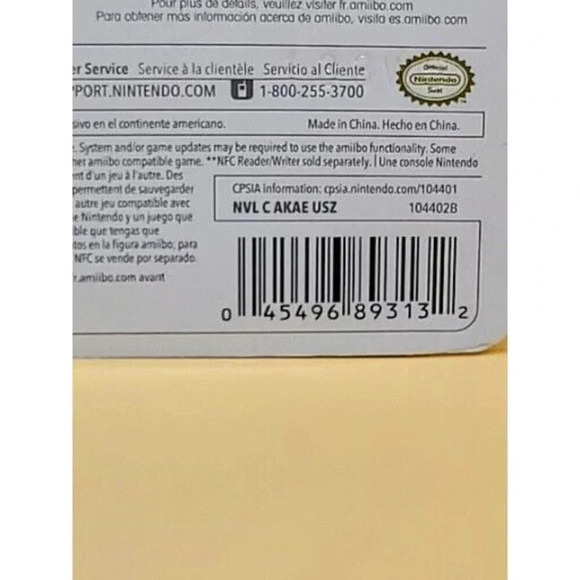 Pour plus de détails, veuillez visiter fr.amiibo.com
Para obtener más información acerca de amiibo, visita es.amiibo.com
er Service Service à la clientèle Servicio al Cliente
PORT.NINTENDO.COM 1-800-255-3700
Official
Nintendo
Seal
sivo en el continente americano. Made in China. Hecho en China.
. System and/or game updates may be required to use the amiibo functionality. Some
her amiibo compatible game. **NFC Reader/Writer sold separately. | Une console Nintendo
nt d'un jeu à l'autre. Des
permettent de sauvegarder
autre jeu compatible avec
e Nintendo y un juego que
ble que tengas que
tos en la figura amiibo; para
NFC se vende por separado.
r.amiibo.com avant
CPSIA information: cpsia.nintendo.com/104401
NVL C AKAE USZ 104402B
0 45496 89313 2